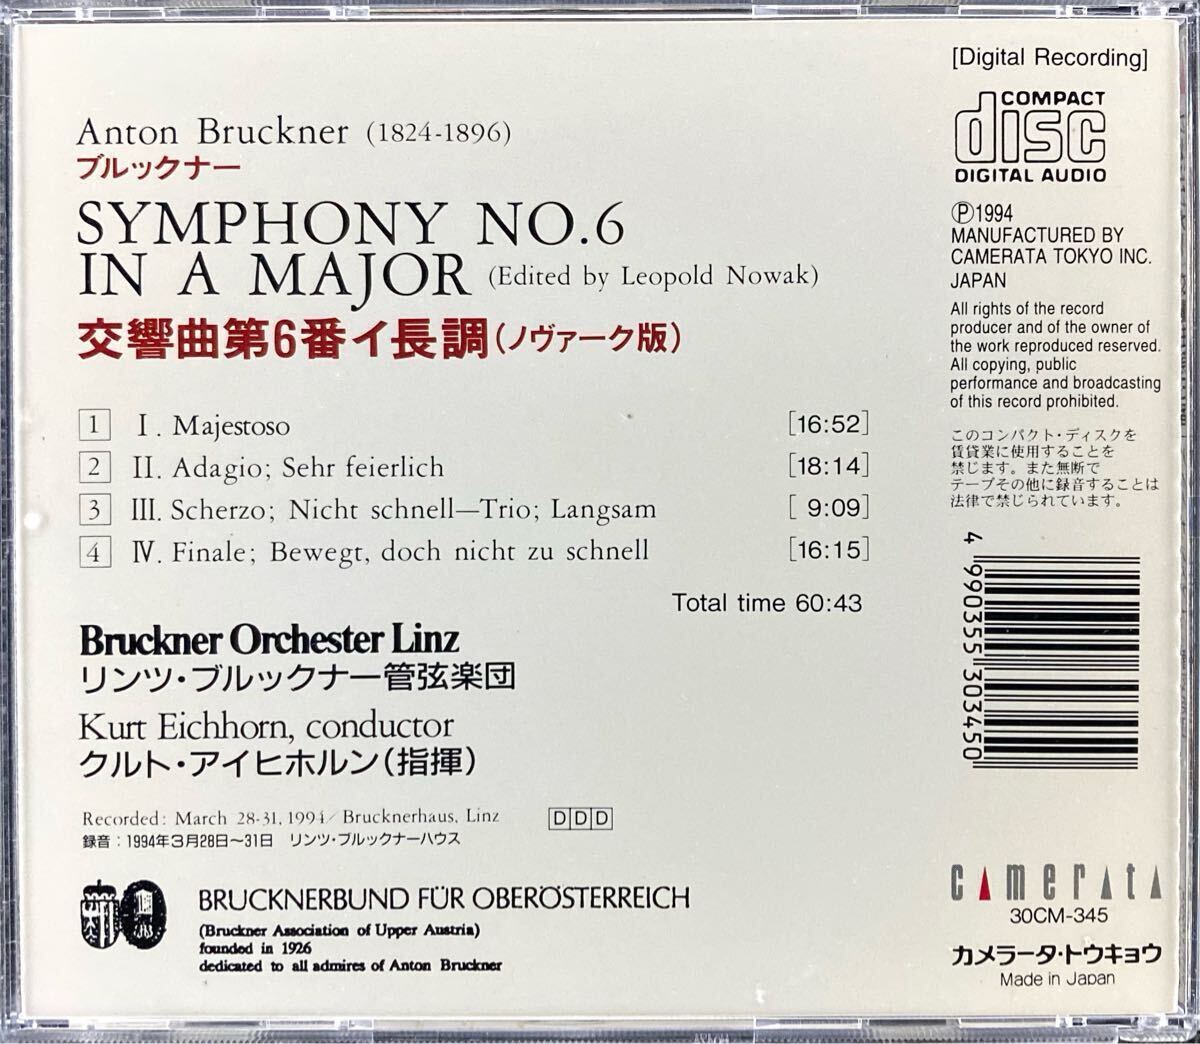 Anton Bruckner (1824-1896)
ブルックナー
SYMPHONY NO.6
IN A MAJOR (Edited by Leopold Nowak)
交響曲第6番イ長調(ノヴァーク版)
1 I. Majestoso [16:52]
2 II. Adagio; Sehr feierlich [18:14]
3 III. Scherzo; Nicht schnell—Trio; Langsam [ 9:09]
4 IV. Finale; Bewegt, doch nicht zu schnell [16:15]
Total time 60:43
Bruckner Orchester Linz
リンツ・ブルックナー管弦楽団
Kurt Eichhorn, conductor
クルト・アイヒホルン(指揮)
Recorded: March 28-31, 1994/Brucknerhaus, Linz DDD
録音：1994年3月28日〜31日 リンツ・ブルックナーハウス
BRUCKNERBUND FÜR OBERÖSTERREICH
(Bruckner Association of Upper Austria)
founded in 1926
dedicated to all admires of Anton Bruckner
[Digital Recording]
COMPACT
disc
DIGITAL AUDIO
Ⓟ1994
MANUFACTURED BY
CAMERATA TOKYO INC.
JAPAN
All rights of the record
producer and of the owner of
the work reproduced reserved.
All copying, public
performance and broadcasting
of this record prohibited.
このコンパクト・ディスクを
賃貸業に使用することを
禁じます。また無断で
テープその他に録音することは
法律で禁じられています。
4 990355 303450
camerata
30CM-345
カメラータ・トウキョウ
Made in Japan